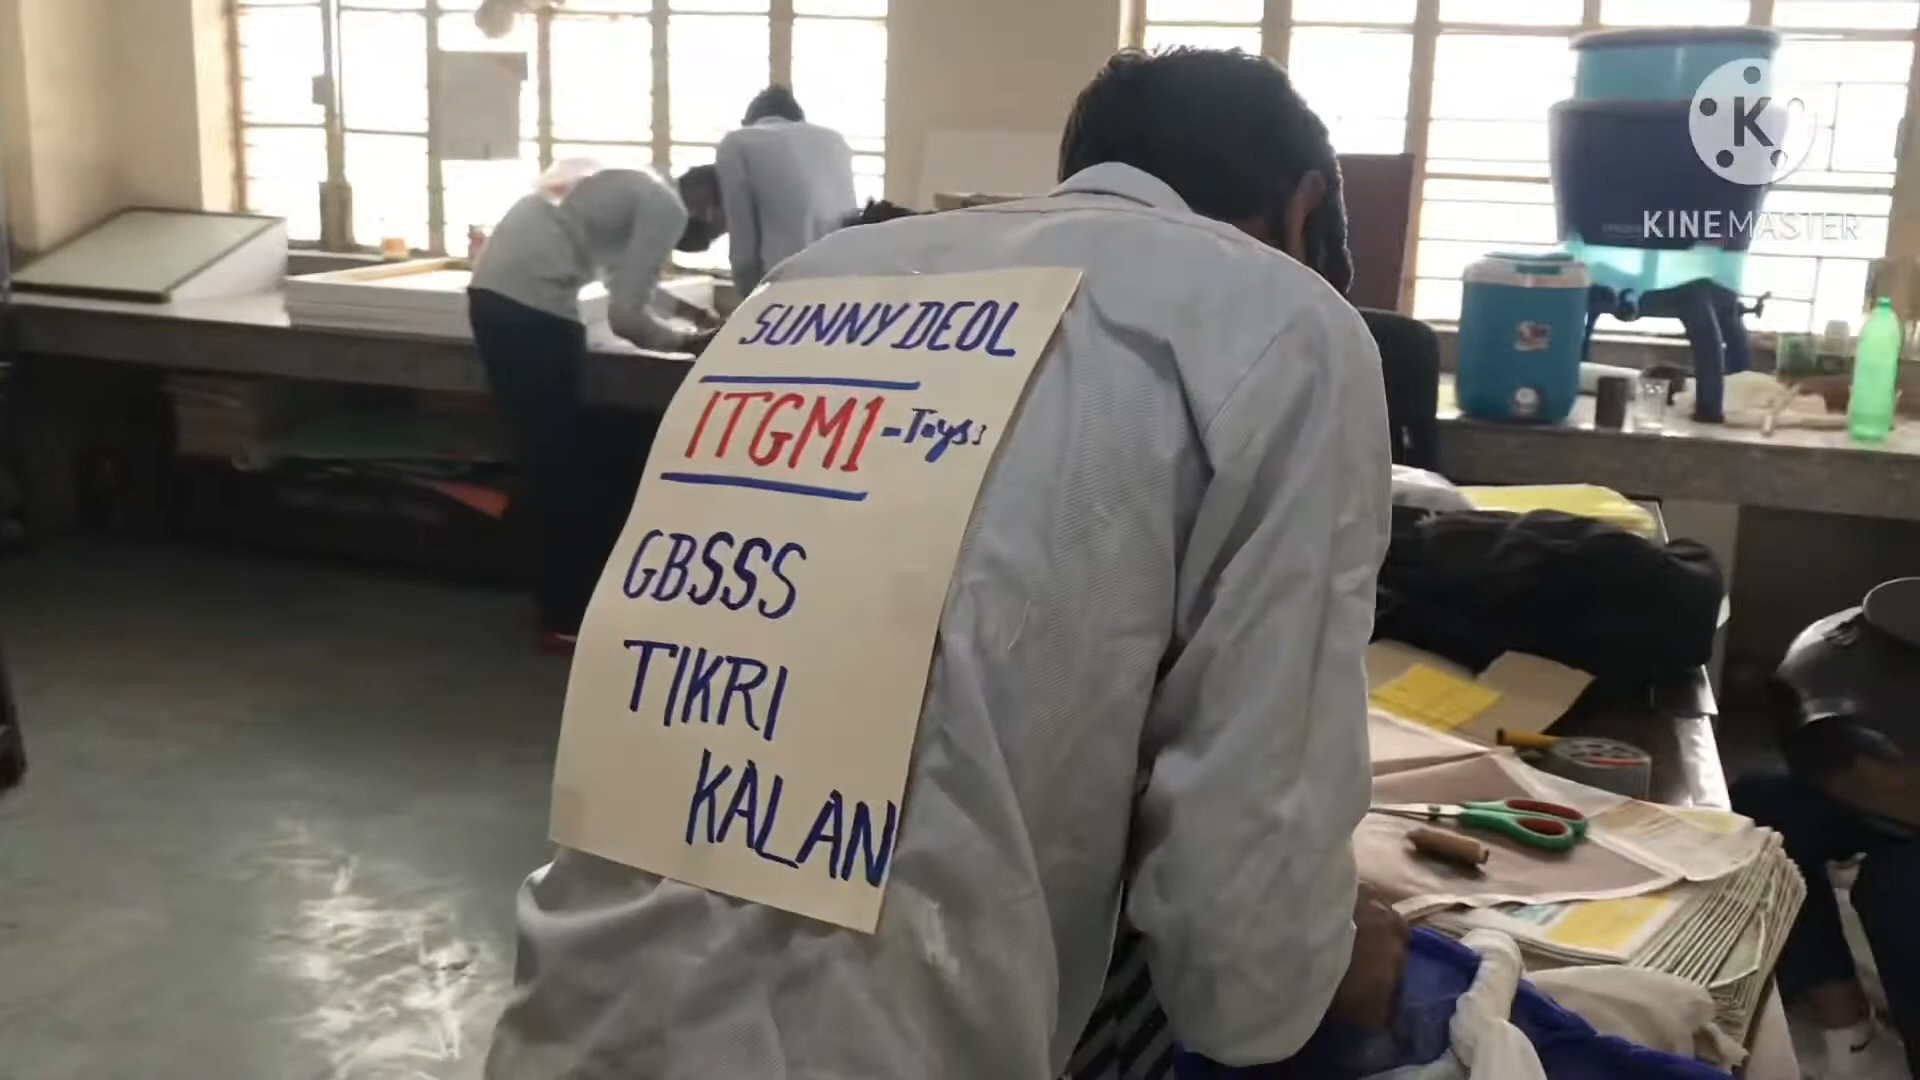 SUNNY DEOL
ITGM1 - Toys
GBSSS
TIKRI
KALAN
K
KINEMASTER